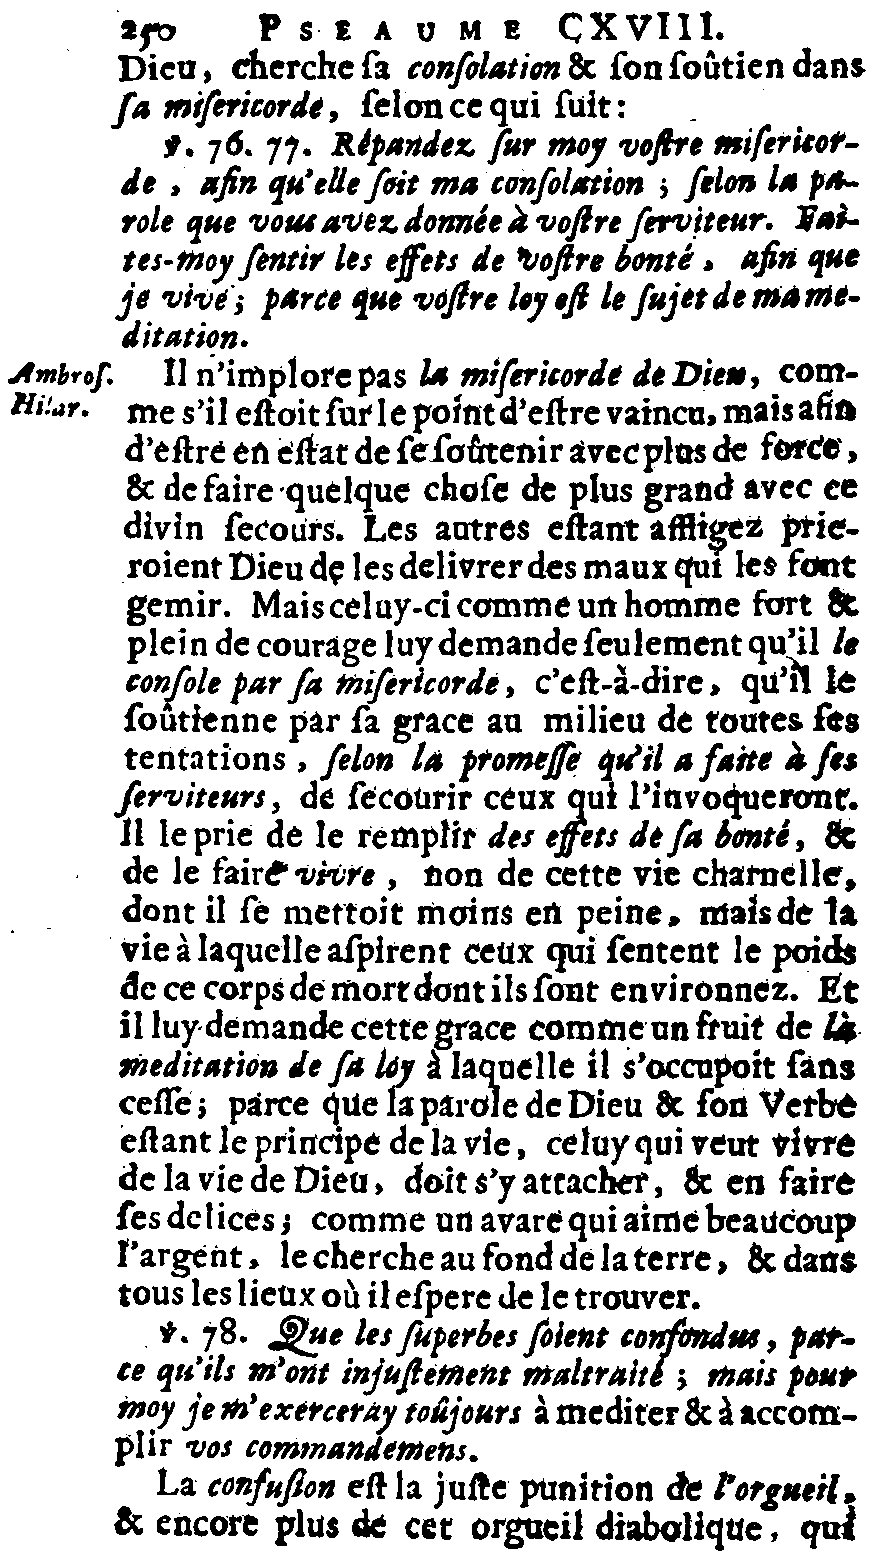 250 PSEAUME CXVIII.
Dieu, cherche ſa conſolation & ſon ſoûtien dans
ſa miſericorde, ſelon ce qui ſuit:
℣. 76. 77. Répandez ſur moy voſtre miſericor-
de, afin qu'elle ſoit ma conſolation; ſelon la pa-
role que vous avez donnée à voſtre ſerviteur. Fai-
tes-moy ſentir les effets de voſtre bonté, afin que
je vive; parce que voſtre loy eſt le ſujet de ma me-
ditation.
Ambroſ.
Hilar.
Il n'implore pas la miſericorde de Dieu, com-
me s'il eſtoit ſur le point d'eſtre vaincu, mais afin
d'eſtre en eſtat de ſe ſoûtenir avec plus de force,
& de faire quelque choſe de plus grand avec ce
divin ſecours. Les autres eſtant affligez prie-
roient Dieu de les delivrer des maux qui les font
gemir. Mais celuy-ci comme un homme fort &
plein de courage luy demande ſeulement qu'il le
conſole par ſa miſericorde, c'eſt-à-dire, qu'il le
ſoûtienne par ſa grace au milieu de toutes ſes
tentations, ſelon la promeſſe qu'il a faite à ſes
ſerviteurs, de ſecourir ceux qui l'invoqueront.
Il le prie de le remplir des effets de ſa bonté, &
de le faire vivre, non de cette vie charnelle,
dont il ſe mettoit moins en peine, mais de la
vie à laquelle aſpirent ceux qui ſentent le poids
de ce corps de mort dont ils ſont environnez. Et
il luy demande cette grace comme un fruit de la
meditation de ſa loy à laquelle il s'occupoit ſans
ceſſe; parce que la parole de Dieu & ſon Verbe
eſtant le principe de la vie, celuy qui veut vivre
de la vie de Dieu, doit s'y attacher, & en faire
ſes delices; comme un avare qui aime beaucoup
l'argent, le cherche au fond de la terre, & dans
tous les lieux où il eſpere de le trouver.
℣. 78. Que les ſuperbes ſoient confondus, par-
ce qu'ils m'ont injuſtement maltraité; mais pour
moy je m'exerceray toûjours à mediter & à accom-
plir vos commandemens.
La confuſion eſt la juſte punition de l'orgueil,
& encore plus de cet orgueil diabolique, qui